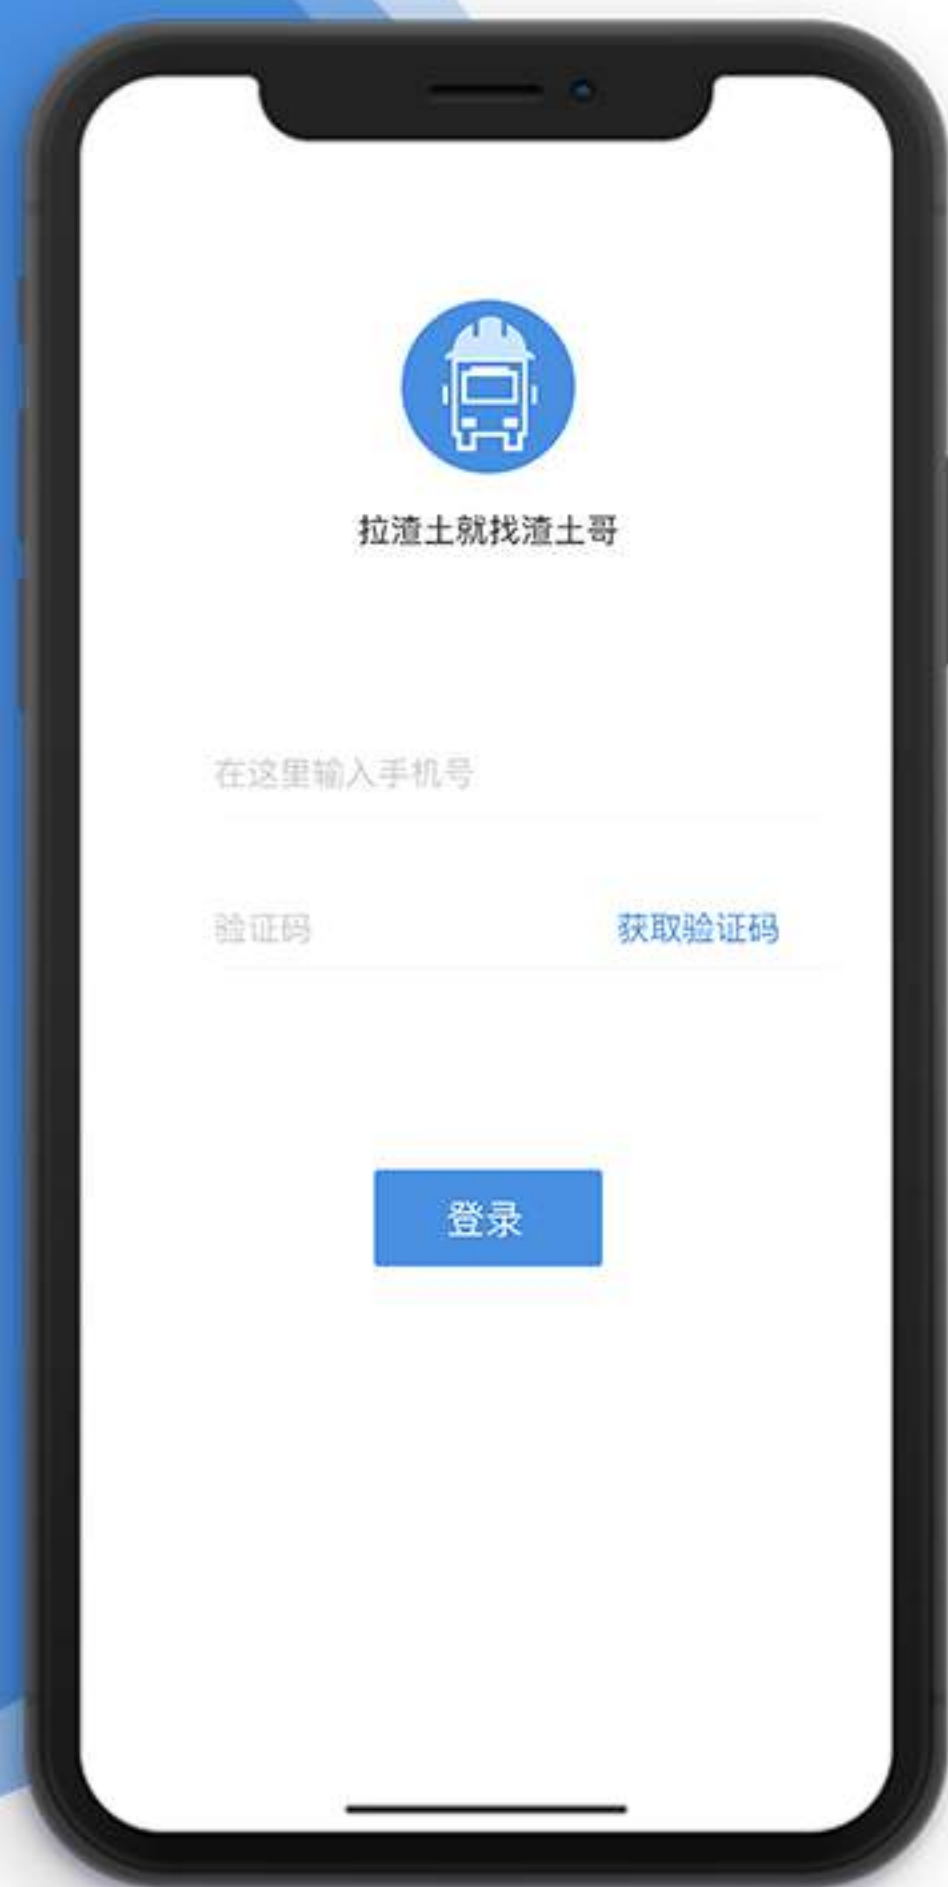 拉渣土就找渣土哥
在这里输入手机号
验证码 获取验证码
登录